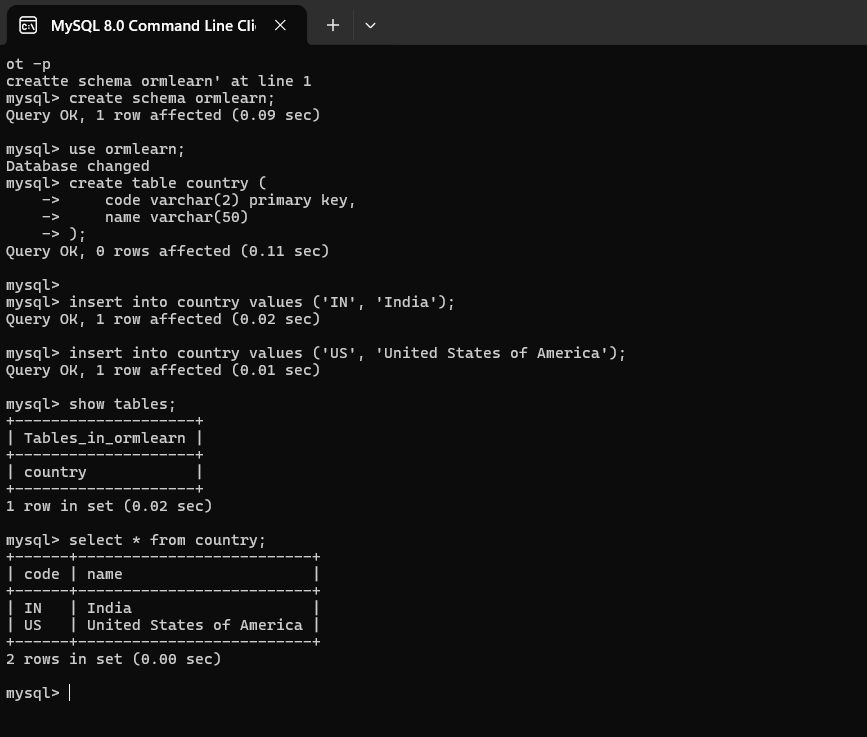 MySQL 8.0 Command Line Cli
ot -p
creatte schema ormlearn' at line 1
mysql> create schema ormlearn;
Query OK, 1 row affected (0.09 sec)
mysql> use ormlearn;
Database changed
mysql> create table country (
    ->     code varchar(2) primary key,
    ->     name varchar(50)
    -> );
Query OK, 0 rows affected (0.11 sec)
mysql>
mysql> insert into country values ('IN', 'India');
Query OK, 1 row affected (0.02 sec)
mysql> insert into country values ('US', 'United States of America');
Query OK, 1 row affected (0.01 sec)
mysql> show tables;
+--------------------+
| Tables_in_ormlearn |
+--------------------+
| country            |
+--------------------+
1 row in set (0.02 sec)
mysql> select * from country;
+------+--------------------------+
| code | name                     |
+------+--------------------------+
| IN   | India                    |
| US   | United States of America |
+------+--------------------------+
2 rows in set (0.00 sec)
mysql>